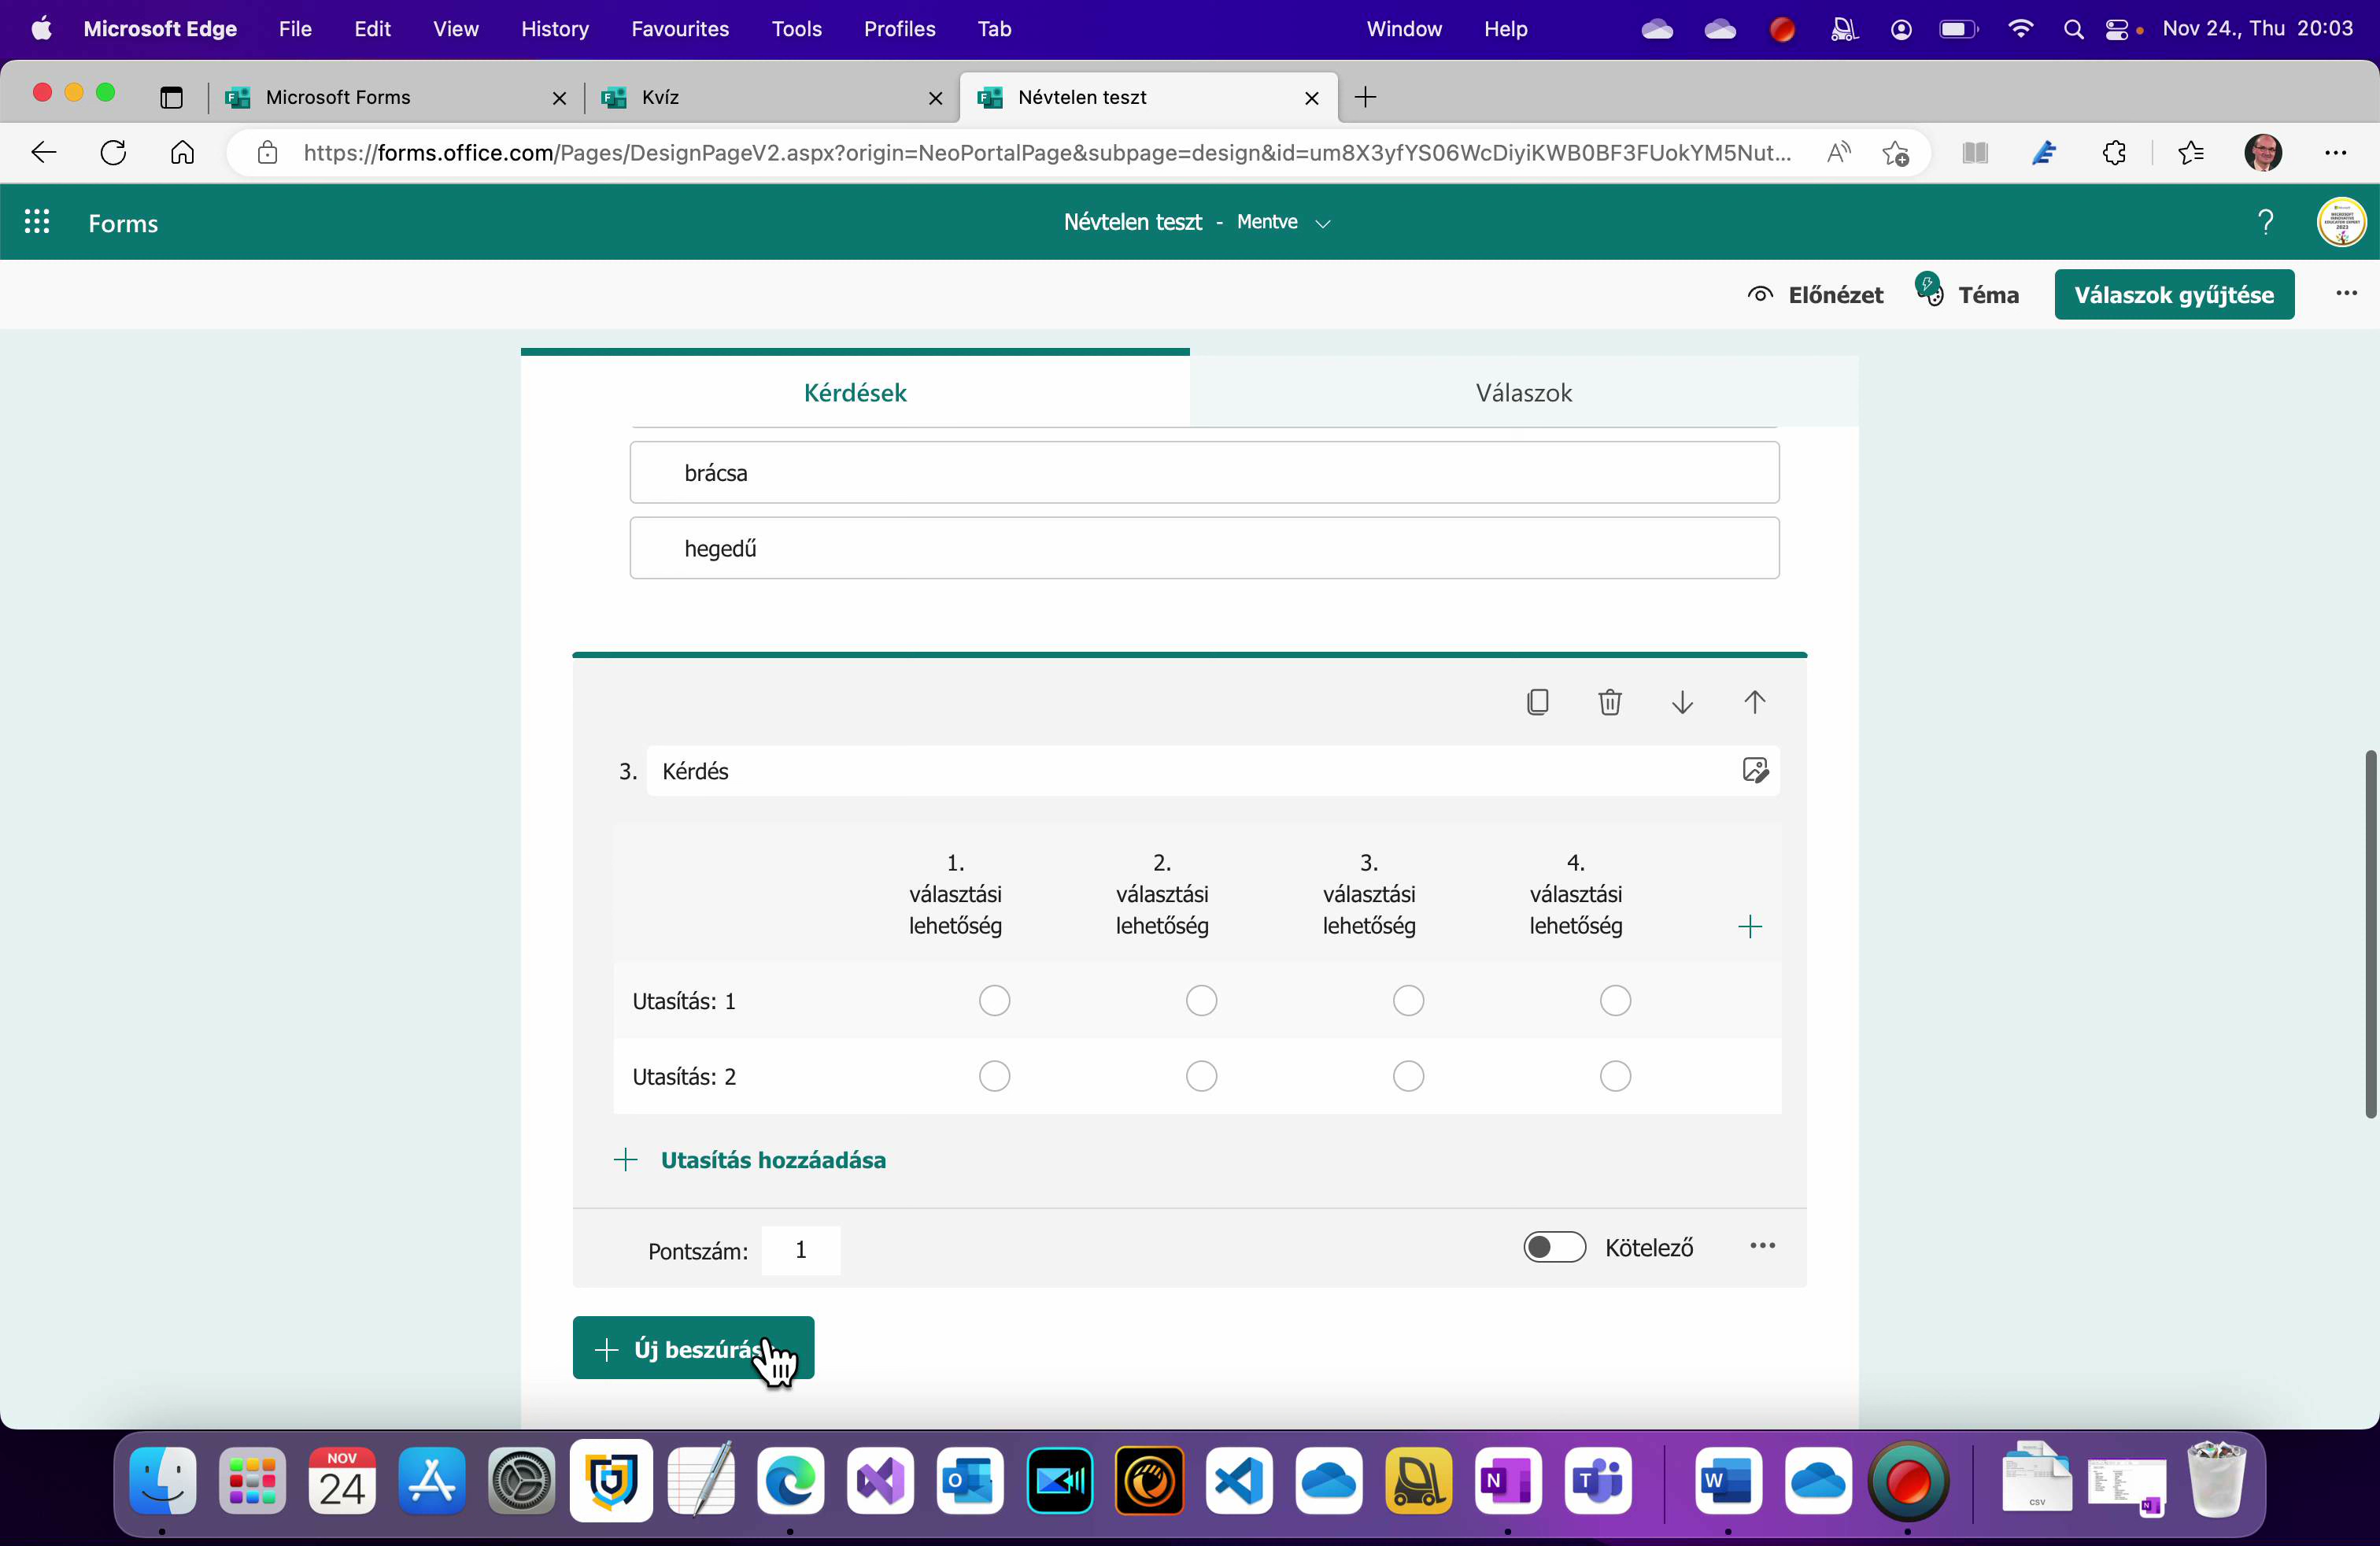 Microsoft Edge File Edit View History Favourites Tools Profiles Tab Window Help Nov 24., Thu 20:03
Microsoft Forms Kvíz Névtelen teszt
https://forms.office.com/Pages/DesignPageV2.aspx?origin=NeoPortalPage&subpage=design&id=um8X3yfYS06WcDiyiKWB0BF3FUokYM5Nut...
Forms Névtelen teszt - Mentve ?
Előnézet Téma Válaszok gyűjtése
Kérdések Válaszok
brácsa
hegedű
3. Kérdés
1. választási lehetőség
2. választási lehetőség
3. választási lehetőség
4. választási lehetőség
Utasítás: 1
Utasítás: 2
Utasítás hozzáadása
Pontszám: 1 Kötelező
Új beszúrás
NOV
24
CSV